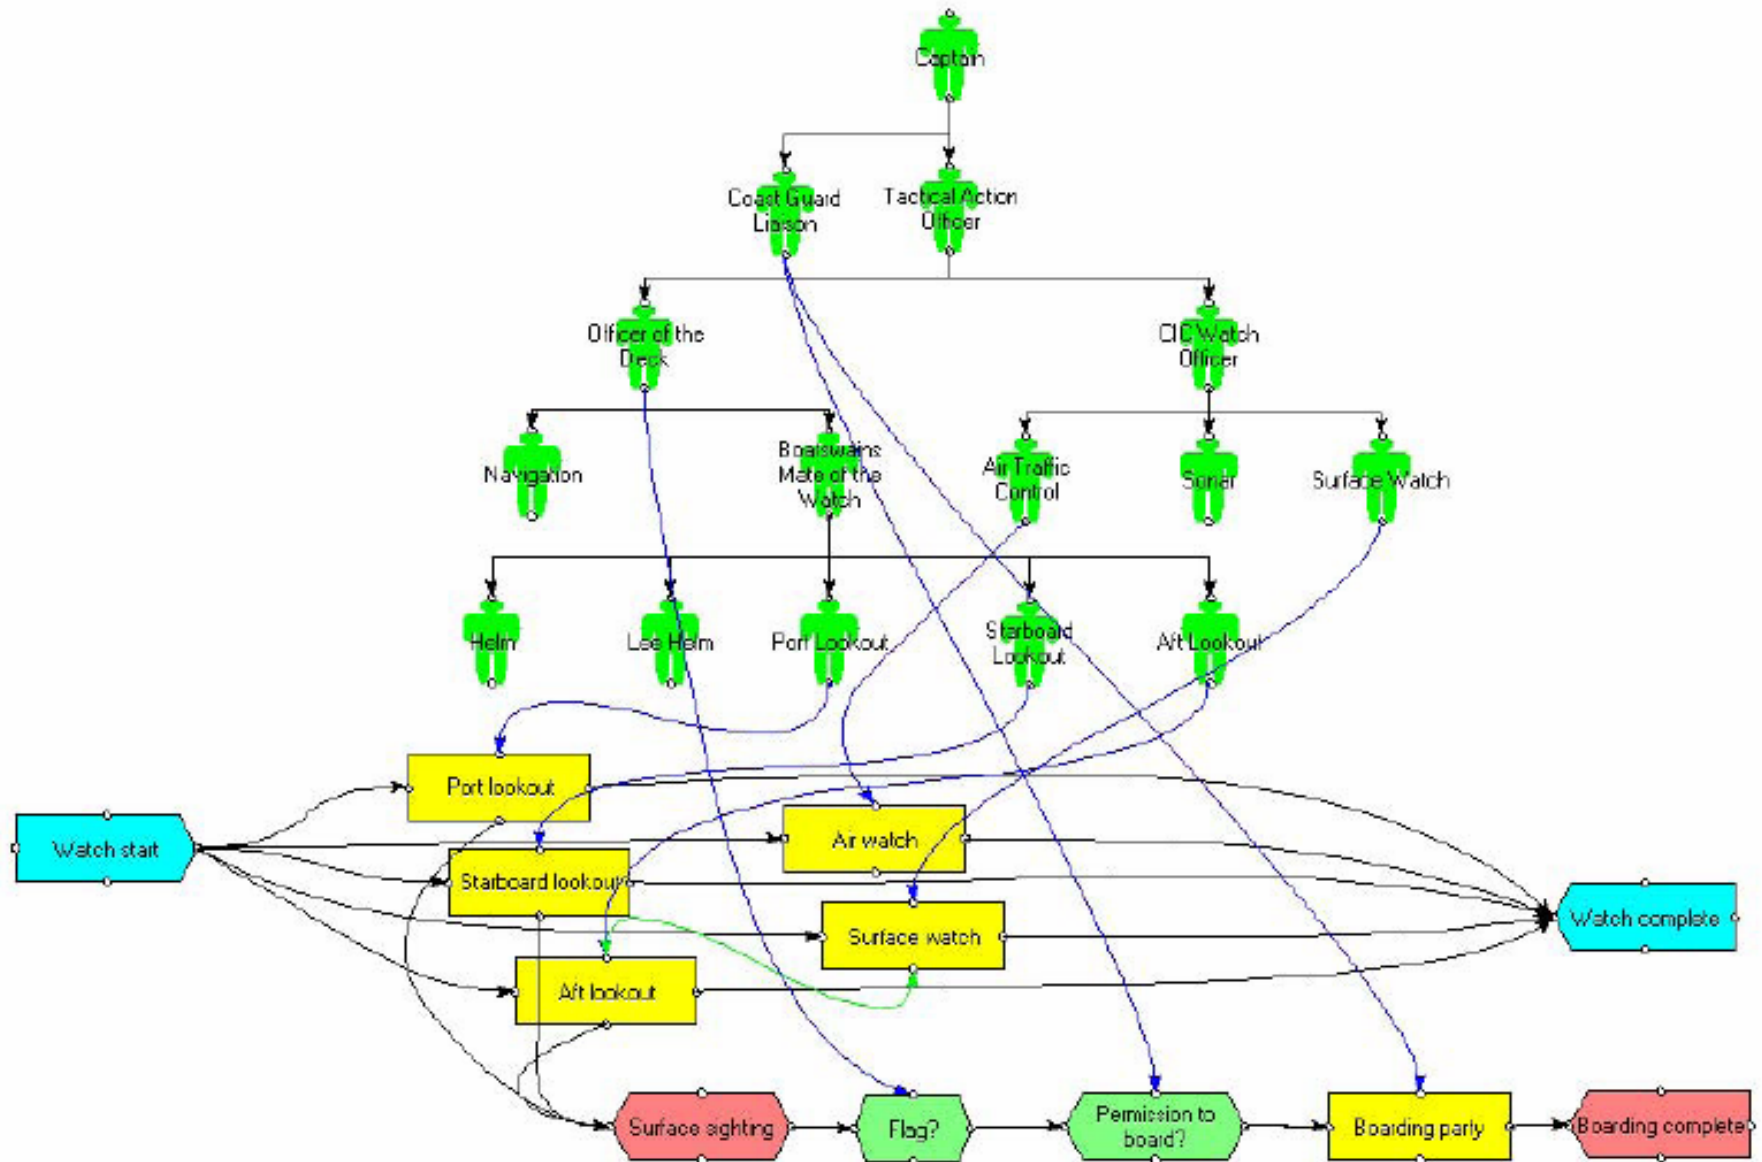 Captain
Coast Guard
Liaison
Tactical Action
Officer
Officer of the
Deck
CIC Watch
Officer
Navigation
Boatswains
Mate of the
Watch
Air Traffic
Control
Sonar
Surface Watch
Helm
Lee Helm
Port Lookout
Starboard
Lookout
Aft Lookout
Port lookout
Watch start
Air watch
Starboard lookout
Watch complete
Surface watch
Aft lookout
Surface sighting
Flag?
Permission to
board?
Boarding party
Boarding complete